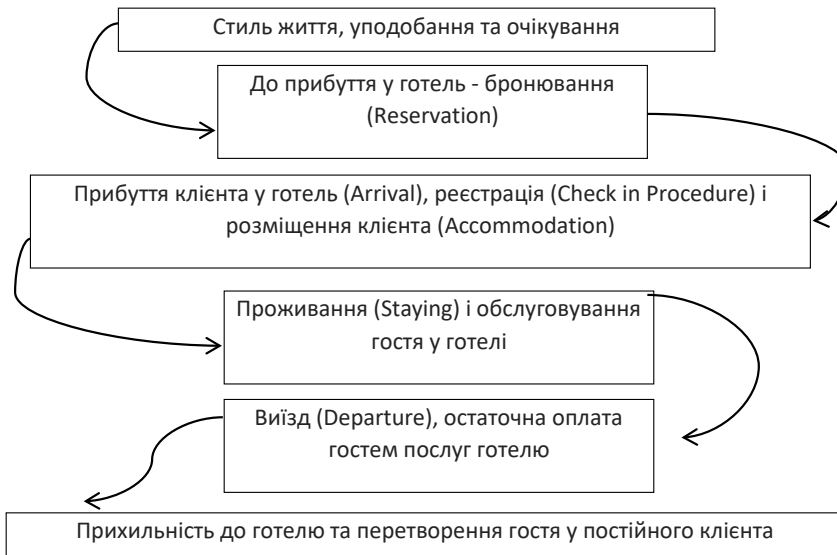 Стиль життя, уподобання та очікування
До прибуття у готель - бронювання
(Reservation)
Прибуття клієнта у готель (Arrival), реєстрація (Check in Procedure) і
розміщення клієнта (Accommodation)
Проживання (Staying) і обслуговування
гостя у готелі
Виїзд (Departure), остаточна оплата
гостем послуг готелю
Прихильність до готелю та перетворення гостя у постійного клієнта